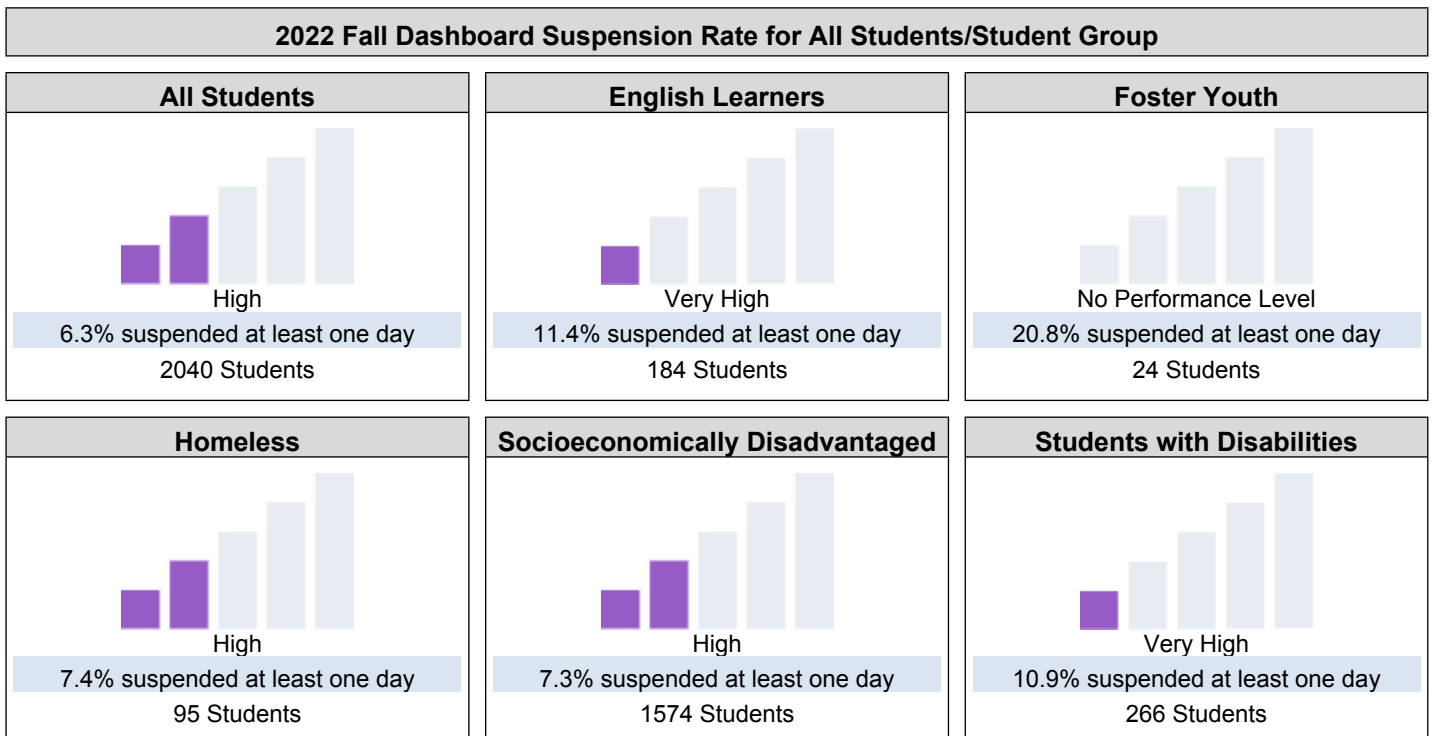 2022 Fall Dashboard Suspension Rate for All Students/Student Group
All Students
High
6.3% suspended at least one day
2040 Students
English Learners
Very High
11.4% suspended at least one day
184 Students
Foster Youth
No Performance Level
20.8% suspended at least one day
24 Students
Homeless
High
7.4% suspended at least one day
95 Students
Socioeconomically Disadvantaged
High
7.3% suspended at least one day
1574 Students
Students with Disabilities
Very High
10.9% suspended at least one day
266 Students